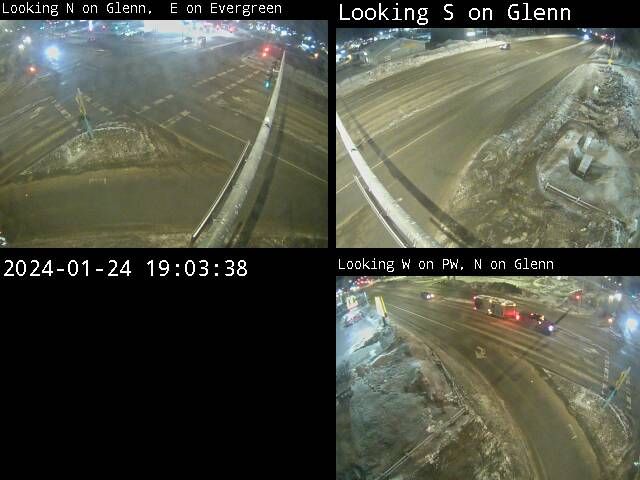 Looking N on Glenn,  E on Evergreen
Looking S on Glenn
2024-01-24 19:03:38
Looking W on PW, N on Glenn